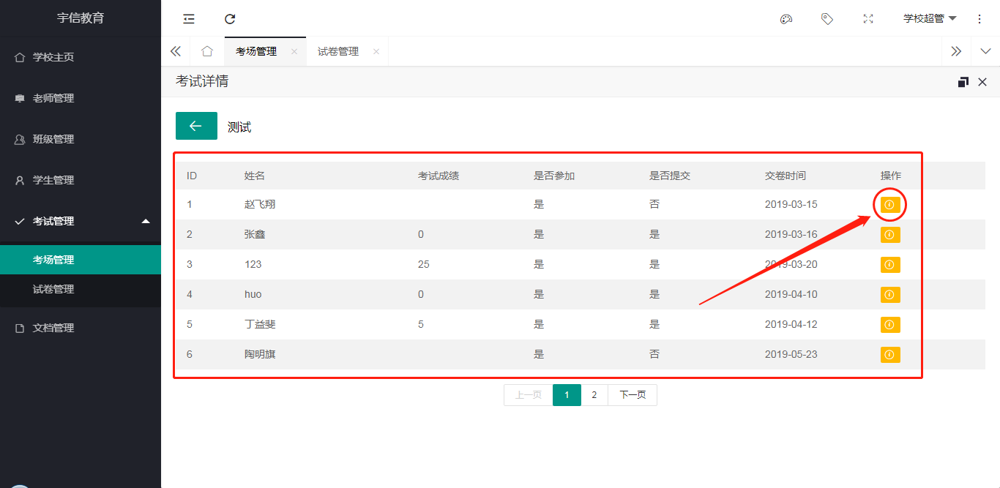 宇信教育
学校超管
学校主页
老师管理
班级管理
学生管理
考试管理
考场管理
试卷管理
文档管理
考场管理 试卷管理
考试详情
测试
ID 姓名 考试成绩 是否参加 是否提交 交卷时间 操作
1 赵飞翔 是 否 2019-03-15
2 张鑫 0 是 是 2019-03-16
3 123 25 是 是 2019-03-20
4 huo 0 是 是 2019-04-10
5 丁益斐 5 是 是 2019-04-12
6 陶明旗 是 否 2019-05-23
上一页 1 2 下一页